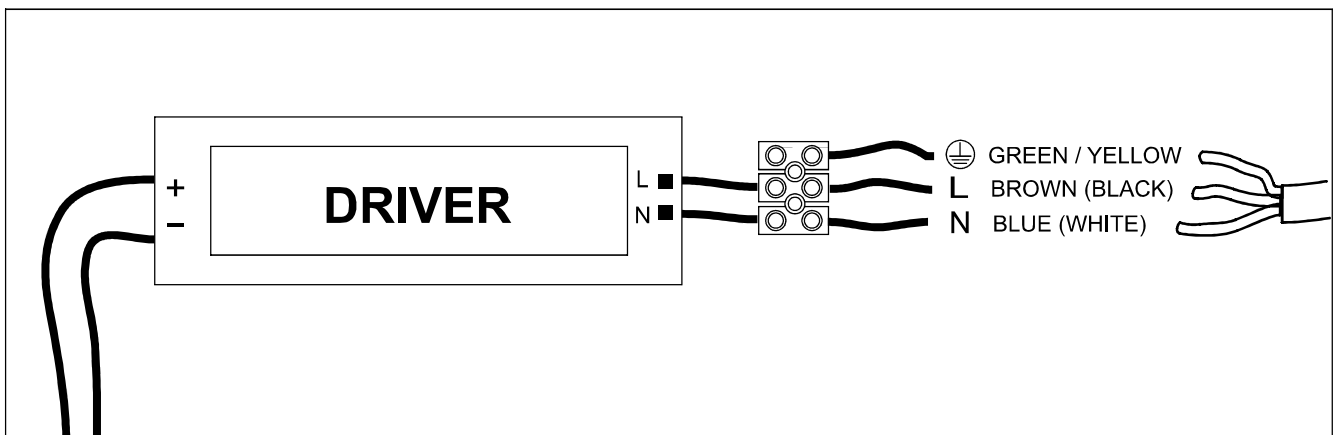 +
−
DRIVER
L
N
GREEN / YELLOW
L BROWN (BLACK)
N BLUE (WHITE)